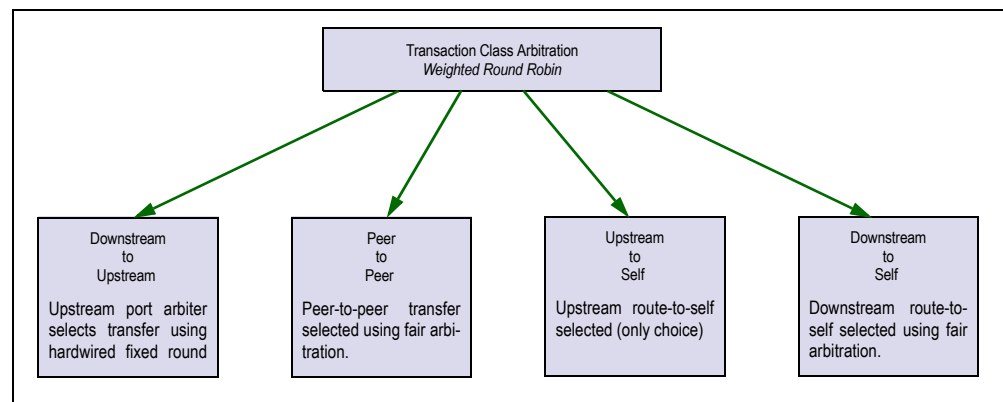 Transaction Class Arbitration
Weighted Round Robin
Downstream
to
Upstream
Upstream port arbiter
selects transfer using
hardwired fixed round
Peer
to
Peer
Peer-to-peer transfer
selected using fair arbi-
tration.
Upstream
to
Self
Upstream route-to-self
selected (only choice)
Downstream
to
Self
Downstream route-to-
self selected using fair
arbitration.